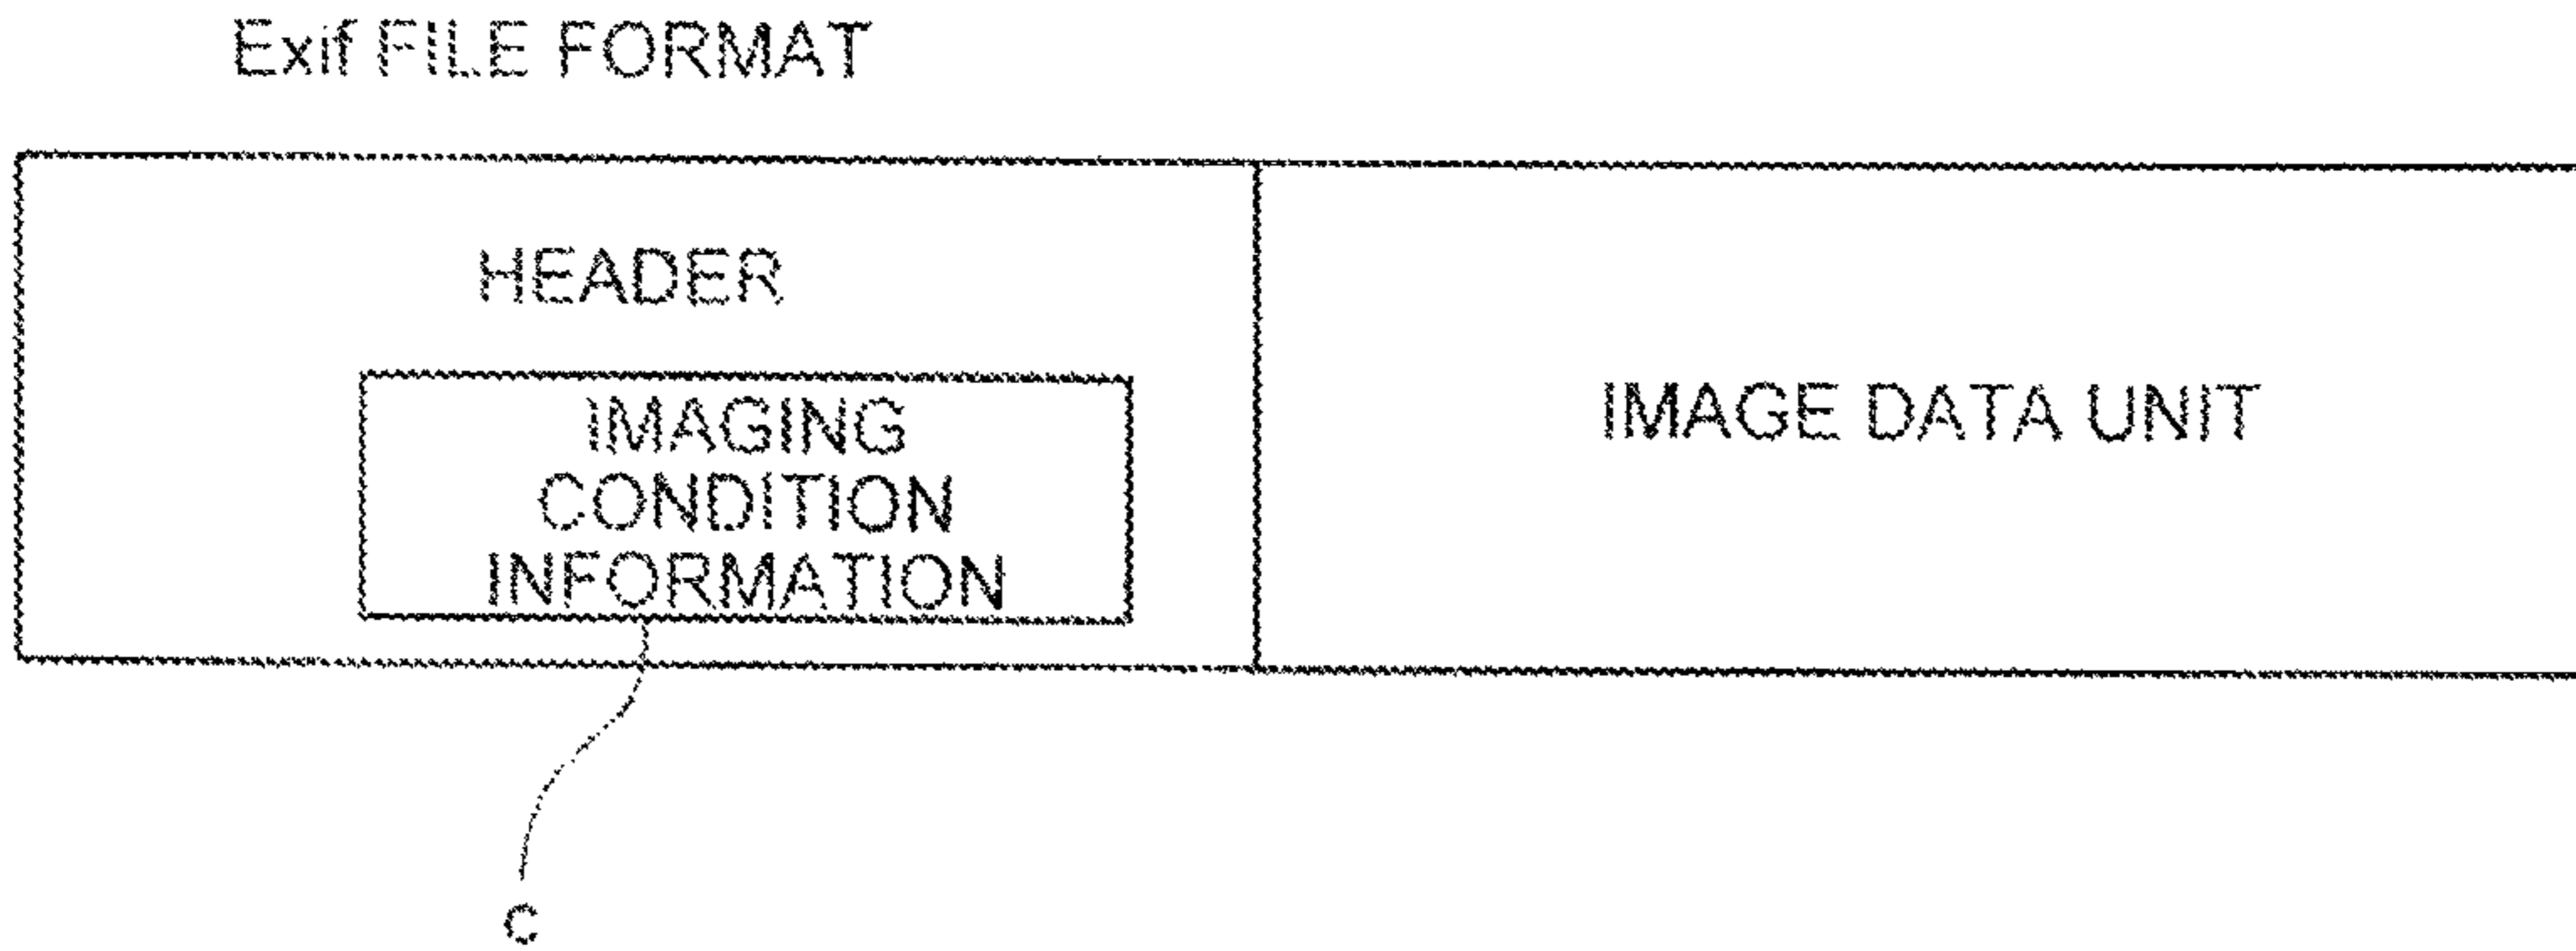 Exif FILE FORMAT
HEADER
IMAGING
CONDITION
INFORMATION
IMAGE DATA UNIT
C